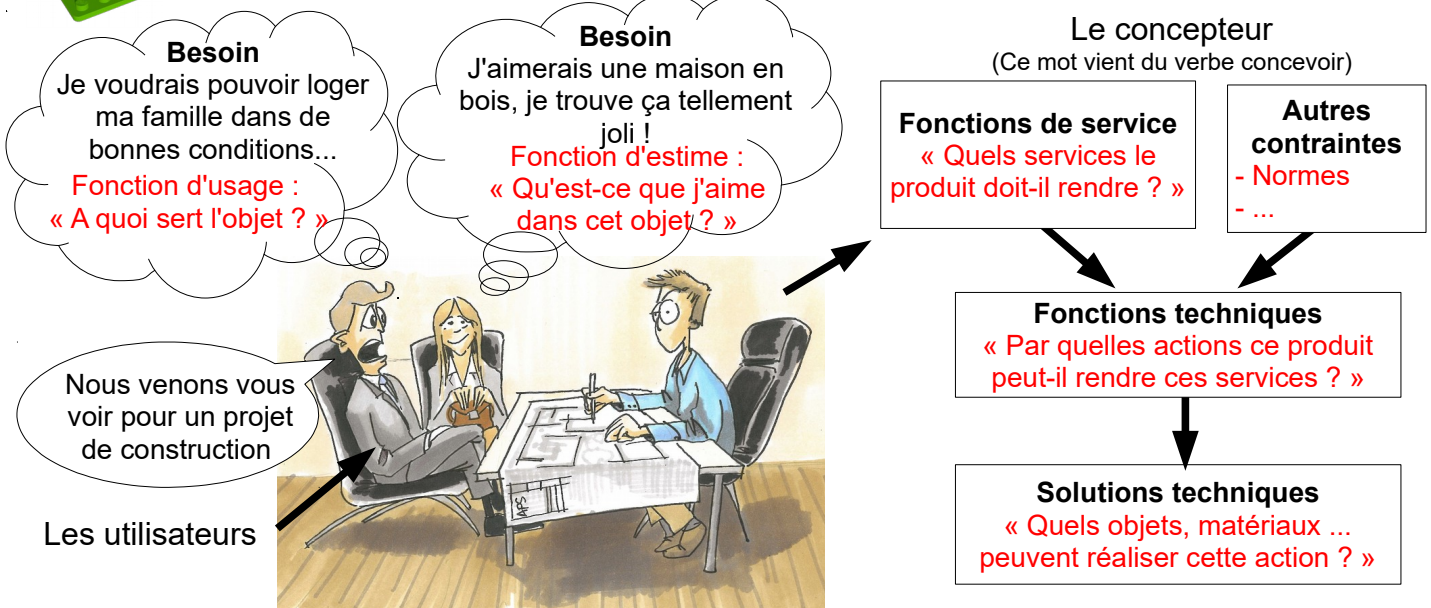 Besoin
Je voudrais pouvoir loger
ma famille dans de
bonnes conditions...
Fonction d'usage :
« A quoi sert l'objet ? »
Besoin
J'aimerais une maison en
bois, je trouve ça tellement
joli !
Fonction d'estime :
« Qu'est-ce que j'aime
dans cet objet ? »
Nous venons vous
voir pour un projet
de construction
Les utilisateurs
APS
Le concepteur
(Ce mot vient du verbe concevoir)
Fonctions de service
« Quels services le
produit doit-il rendre ? »
Autres
contraintes
- Normes
- ...
Fonctions techniques
« Par quelles actions ce produit
peut-il rendre ces services ? »
Solutions techniques
« Quels objets, matériaux ...
peuvent réaliser cette action ? »